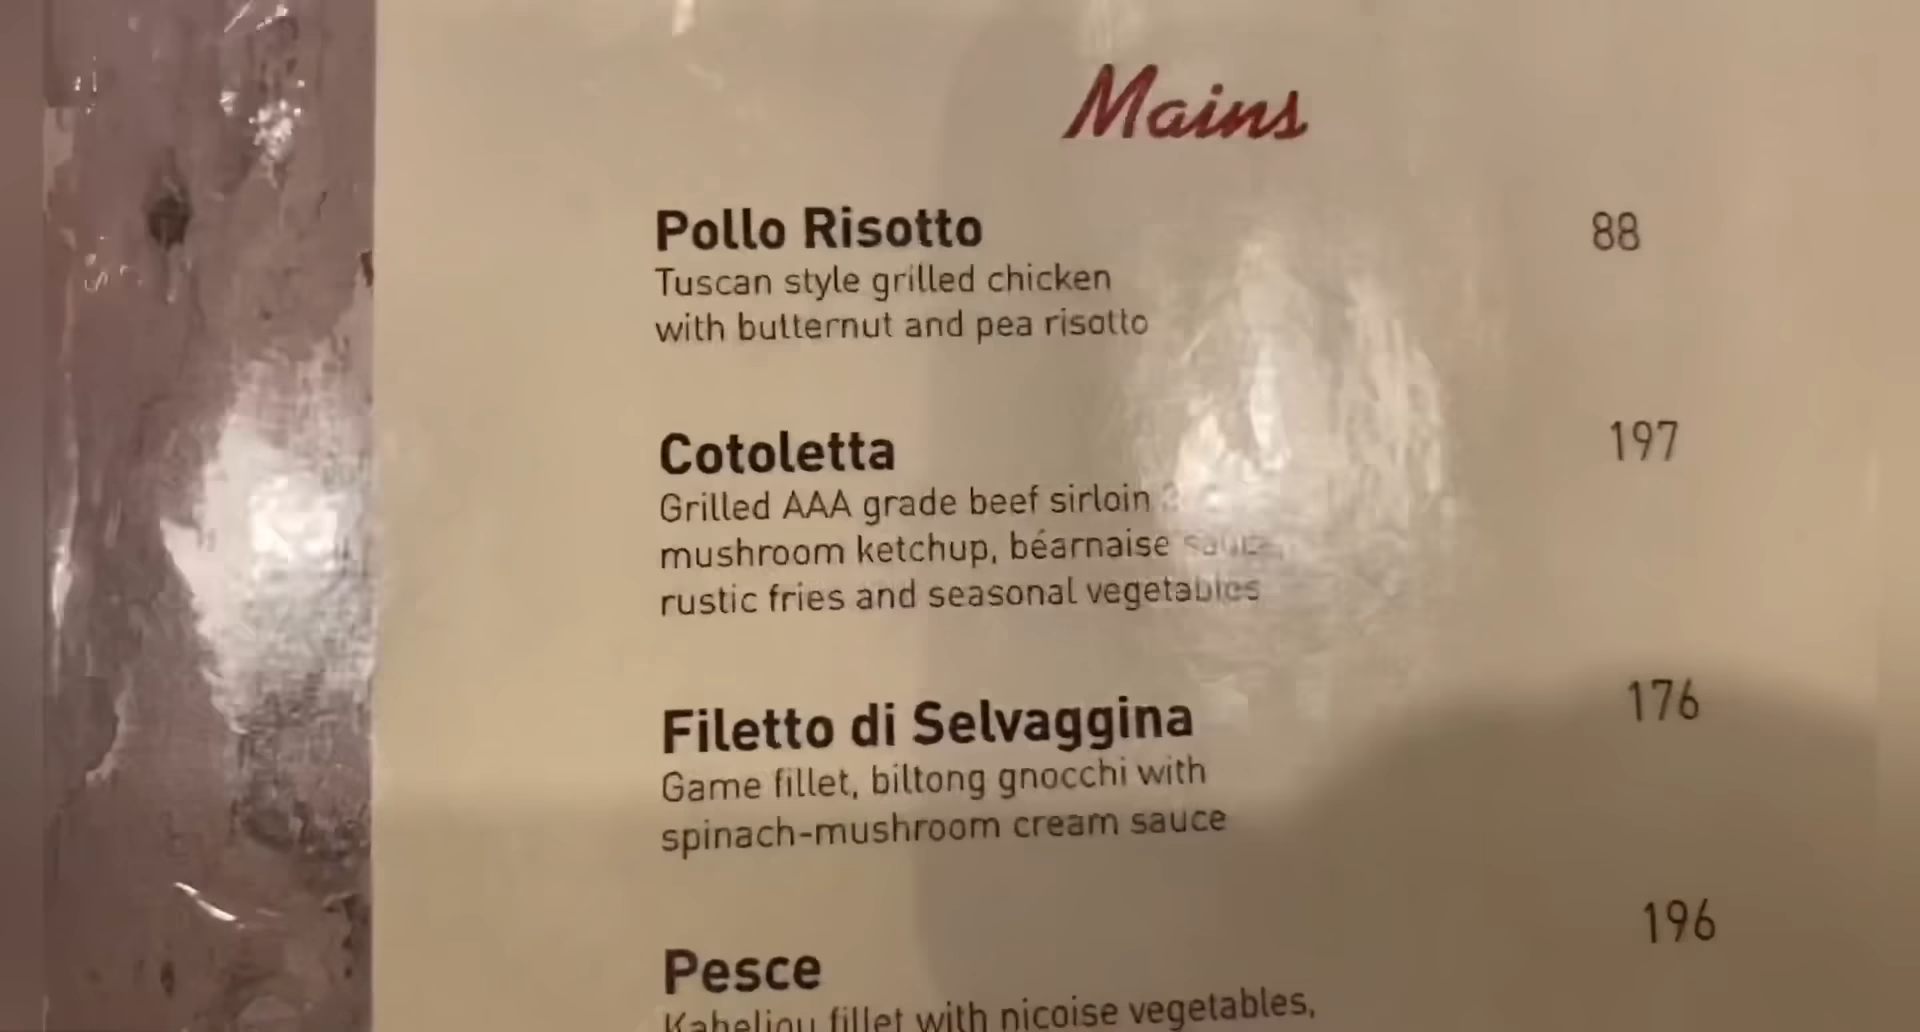 Mains
Pollo Risotto 88
Tuscan style grilled chicken
with butternut and pea risotto
Cotoletta 197
Grilled AAA grade beef sirloin
mushroom ketchup, béarnaise sauce,
rustic fries and seasonal vegetables
Filetto di Selvaggina 176
Game fillet, biltong gnocchi with
spinach-mushroom cream sauce
Pesce 196
Kabeljou fillet with nicoise vegetables,